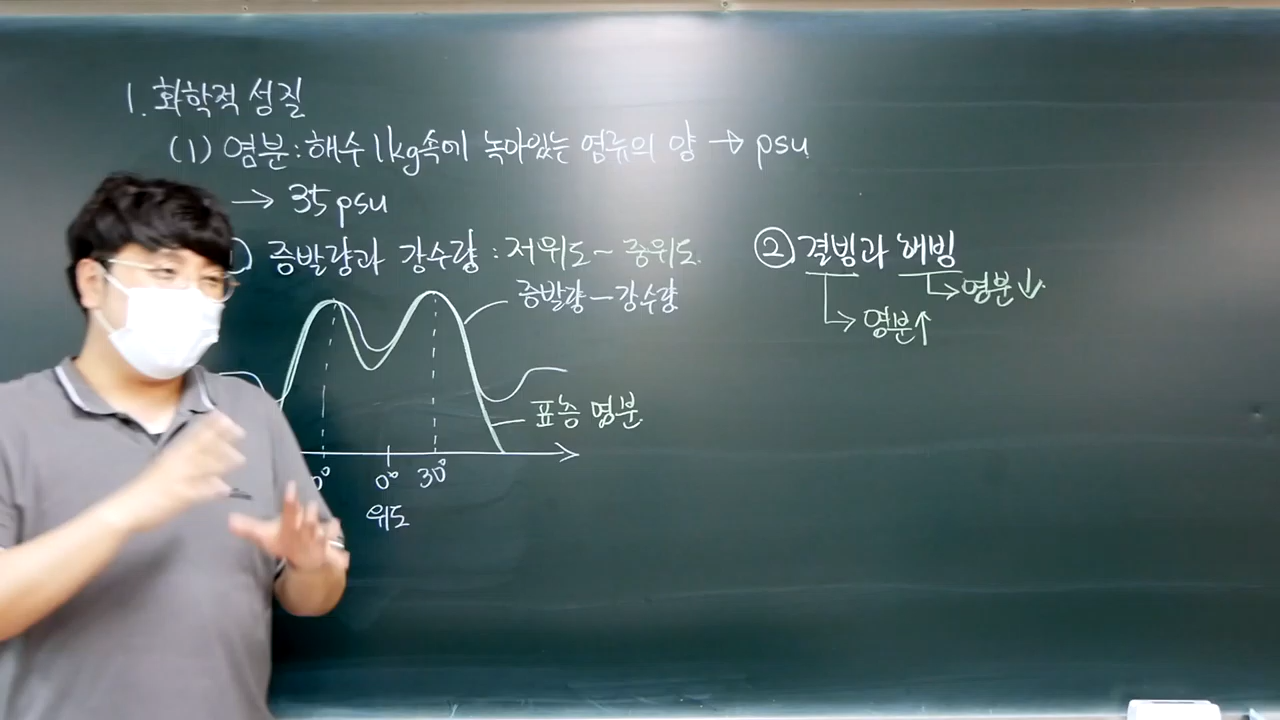 1. 화학적 성질
(1) 염분 : 해수 1kg속에 녹아있는 염류의 양 → psu
→ 35 psu
증발량과 강수량 : 저위도 ~ 중위도
증발량 - 강수량
표층 염분
0° 30°
위도
② 결빙과 해빙
염분↓
염분↑